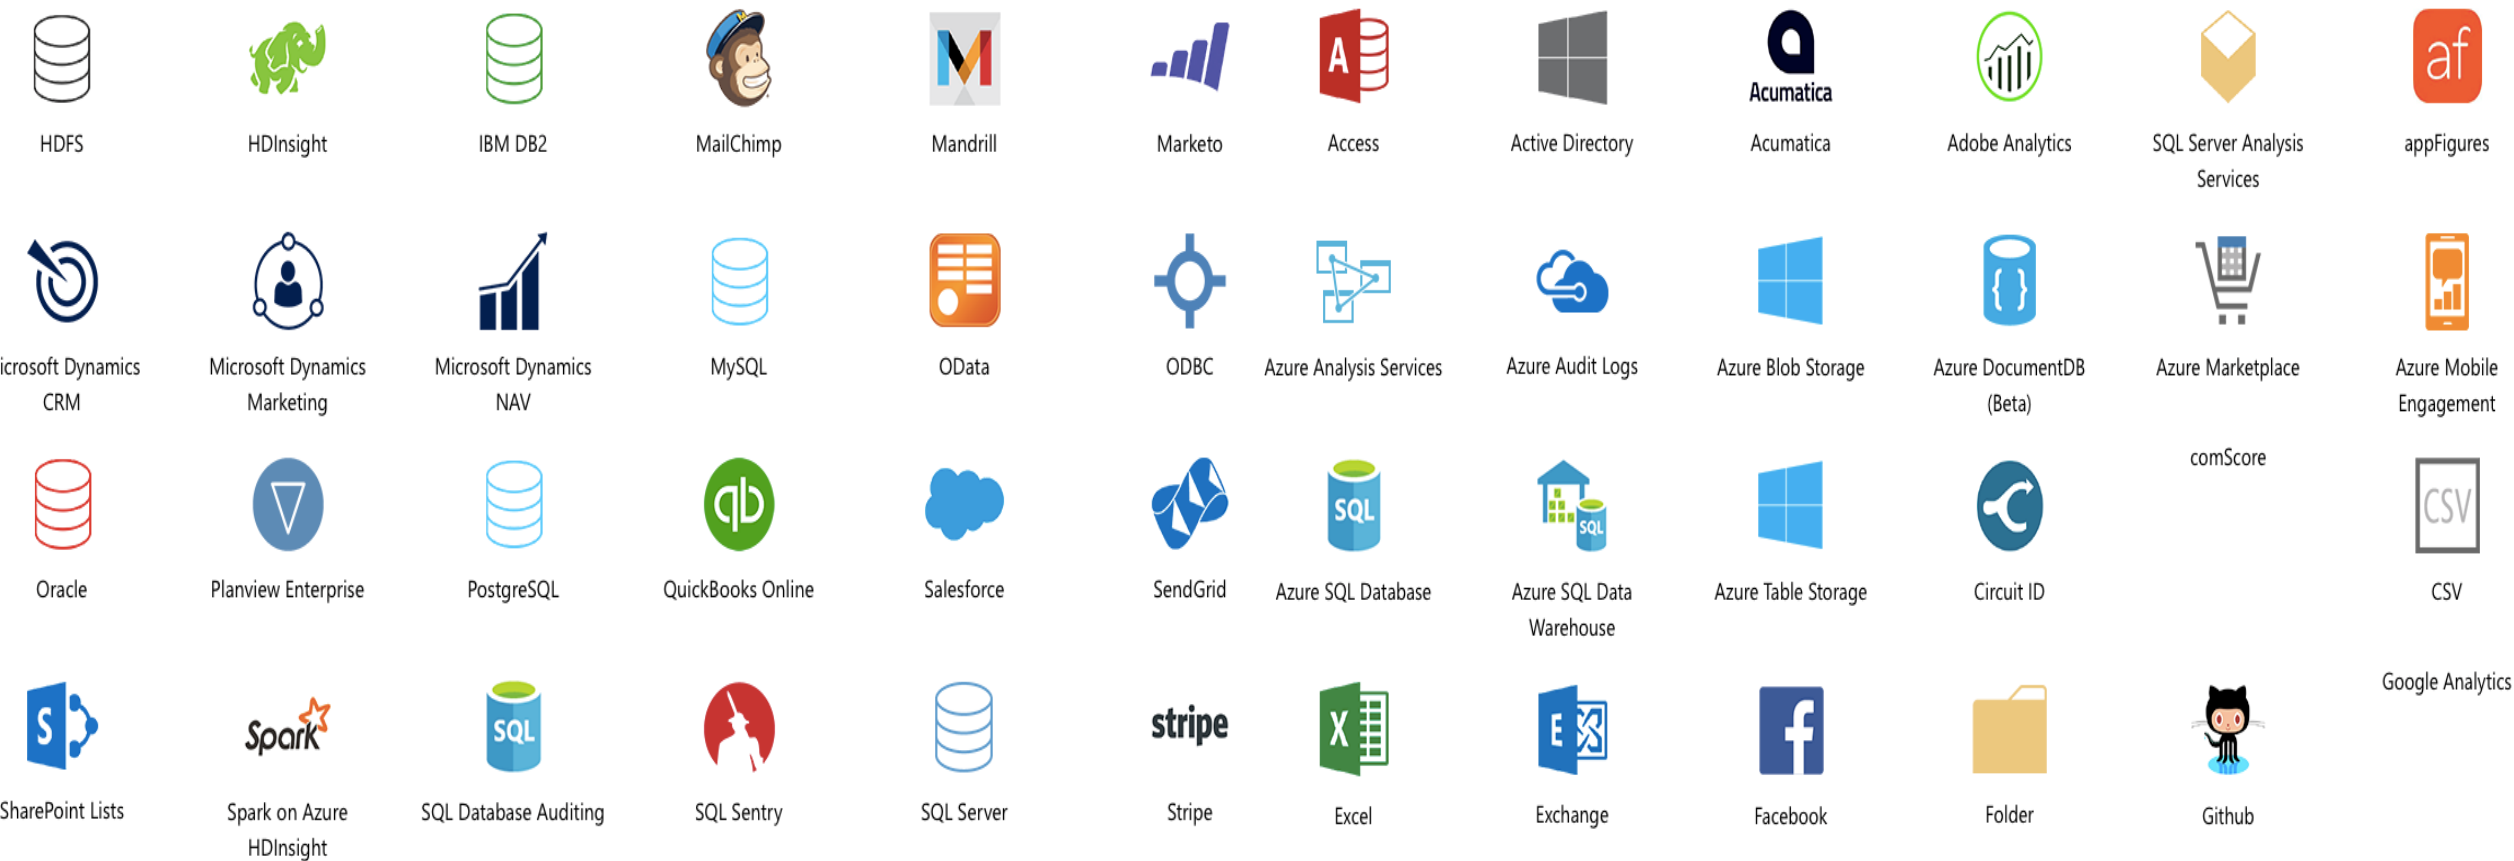 A
Acumatica
af
HDFS
HDInsight
IBM DB2
MailChimp
Mandrill
Marketo
Access
Active Directory
Acumatica
Adobe Analytics
SQL Server Analysis
Services
appFigures
{ }
icrosoft Dynamics
CRM
Microsoft Dynamics
Marketing
Microsoft Dynamics
NAV
MySQL
OData
ODBC
Azure Analysis Services
Azure Audit Logs
Azure Blob Storage
Azure DocumentDB
(Beta)
Azure Marketplace
Azure Mobile
Engagement
qb
SQL
SQL
comScore
CSV
Oracle
Planview Enterprise
PostgreSQL
QuickBooks Online
Salesforce
SendGrid
Azure SQL Database
Azure SQL Data
Warehouse
Azure Table Storage
Circuit ID
CSV
S
Spark
SQL
stripe
X
E
f
Google Analytics
SharePoint Lists
Spark on Azure
HDInsight
SQL Database Auditing
SQL Sentry
SQL Server
Stripe
Excel
Exchange
Facebook
Folder
Github